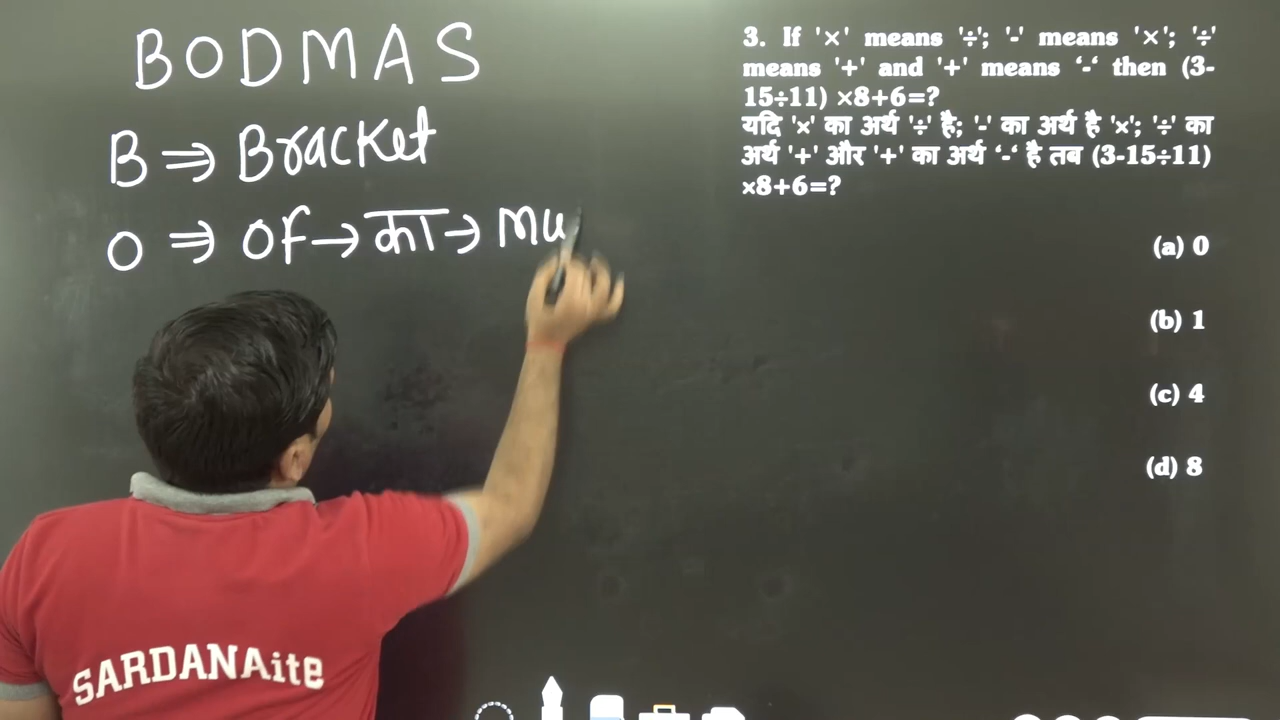 BODMAS
B ⇒ Bracket
O ⇒ OF → का → Mu
3. If '×' means '÷'; '-' means '×'; '÷'
means '+' and '+' means ‘-‘ then (3-
15÷11) ×8+6=?
यदि '×' का अर्थ '÷' है; '-' का अर्थ है '×'; '÷' का
अर्थ '+' और '+' का अर्थ ‘-‘ है तब (3-15÷11)
×8+6=?
(a) 0
(b) 1
(c) 4
(d) 8
SARDANAite